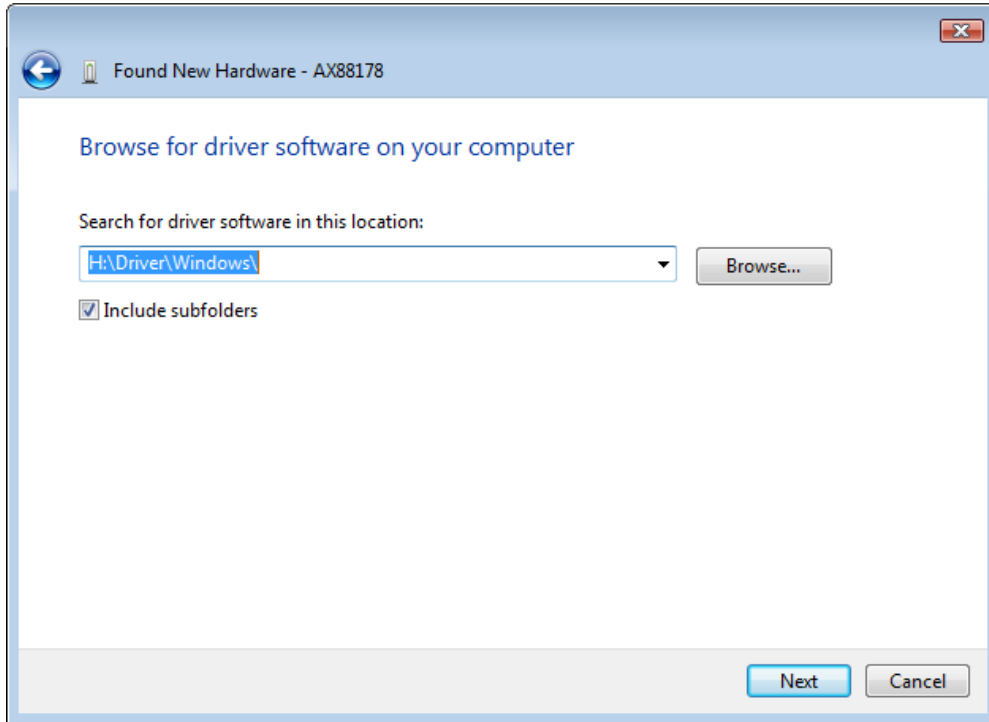 Found New Hardware - AX88178
Browse for driver software on your computer
Search for driver software in this location:
H:\Driver\Windows\
Browse...
Include subfolders
Next
Cancel